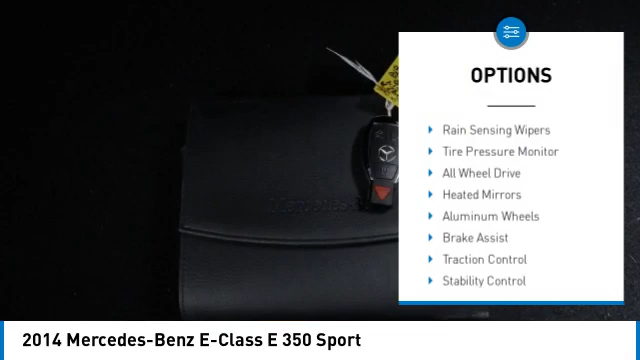 OPTIONS
Rain Sensing Wipers
Tire Pressure Monitor
All Wheel Drive
Heated Mirrors
Aluminum Wheels
Brake Assist
Traction Control
Stability Control
2014 Mercedes-Benz E-Class E 350 Sport